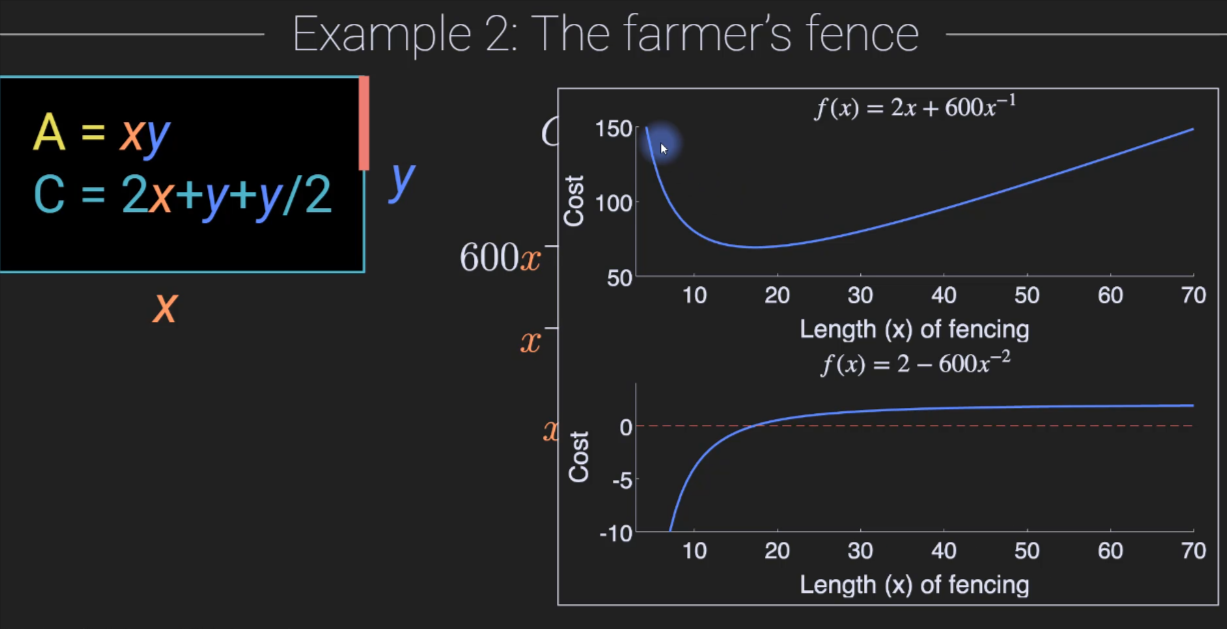 Example 2: The farmer's fence
A = xy
C = 2x+y+y/2
y
x
600x⁻
x⁻
x
f(x) = 2x + 600x⁻¹
150
100
50
Cost
10 20 30 40 50 60 70
Length (x) of fencing
f(x) = 2 − 600x⁻²
0
-5
-10
Cost
10 20 30 40 50 60 70
Length (x) of fencing